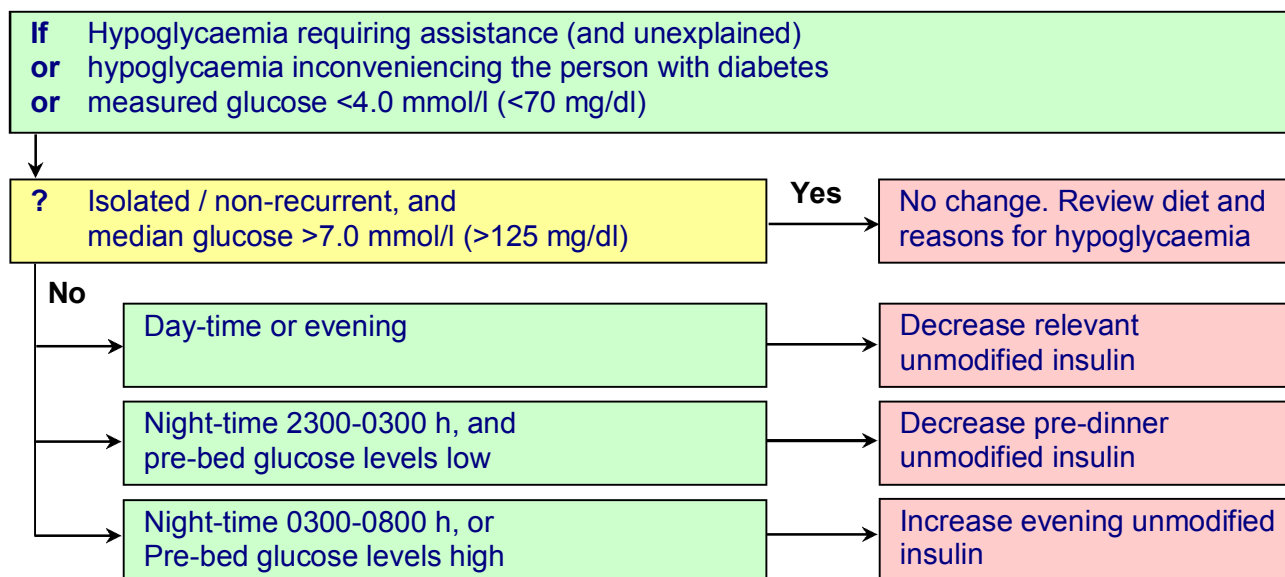 If Hypoglycaemia requiring assistance (and unexplained)
or hypoglycaemia inconveniencing the person with diabetes
or measured glucose <4.0 mmol/l (<70 mg/dl)
? Isolated / non-recurrent, and
median glucose >7.0 mmol/l (>125 mg/dl)
Yes
No change. Review diet and
reasons for hypoglycaemia
No
Day-time or evening
Decrease relevant
unmodified insulin
Night-time 2300-0300 h, and
pre-bed glucose levels low
Decrease pre-dinner
unmodified insulin
Night-time 0300-0800 h, or
Pre-bed glucose levels high
Increase evening unmodified
insulin